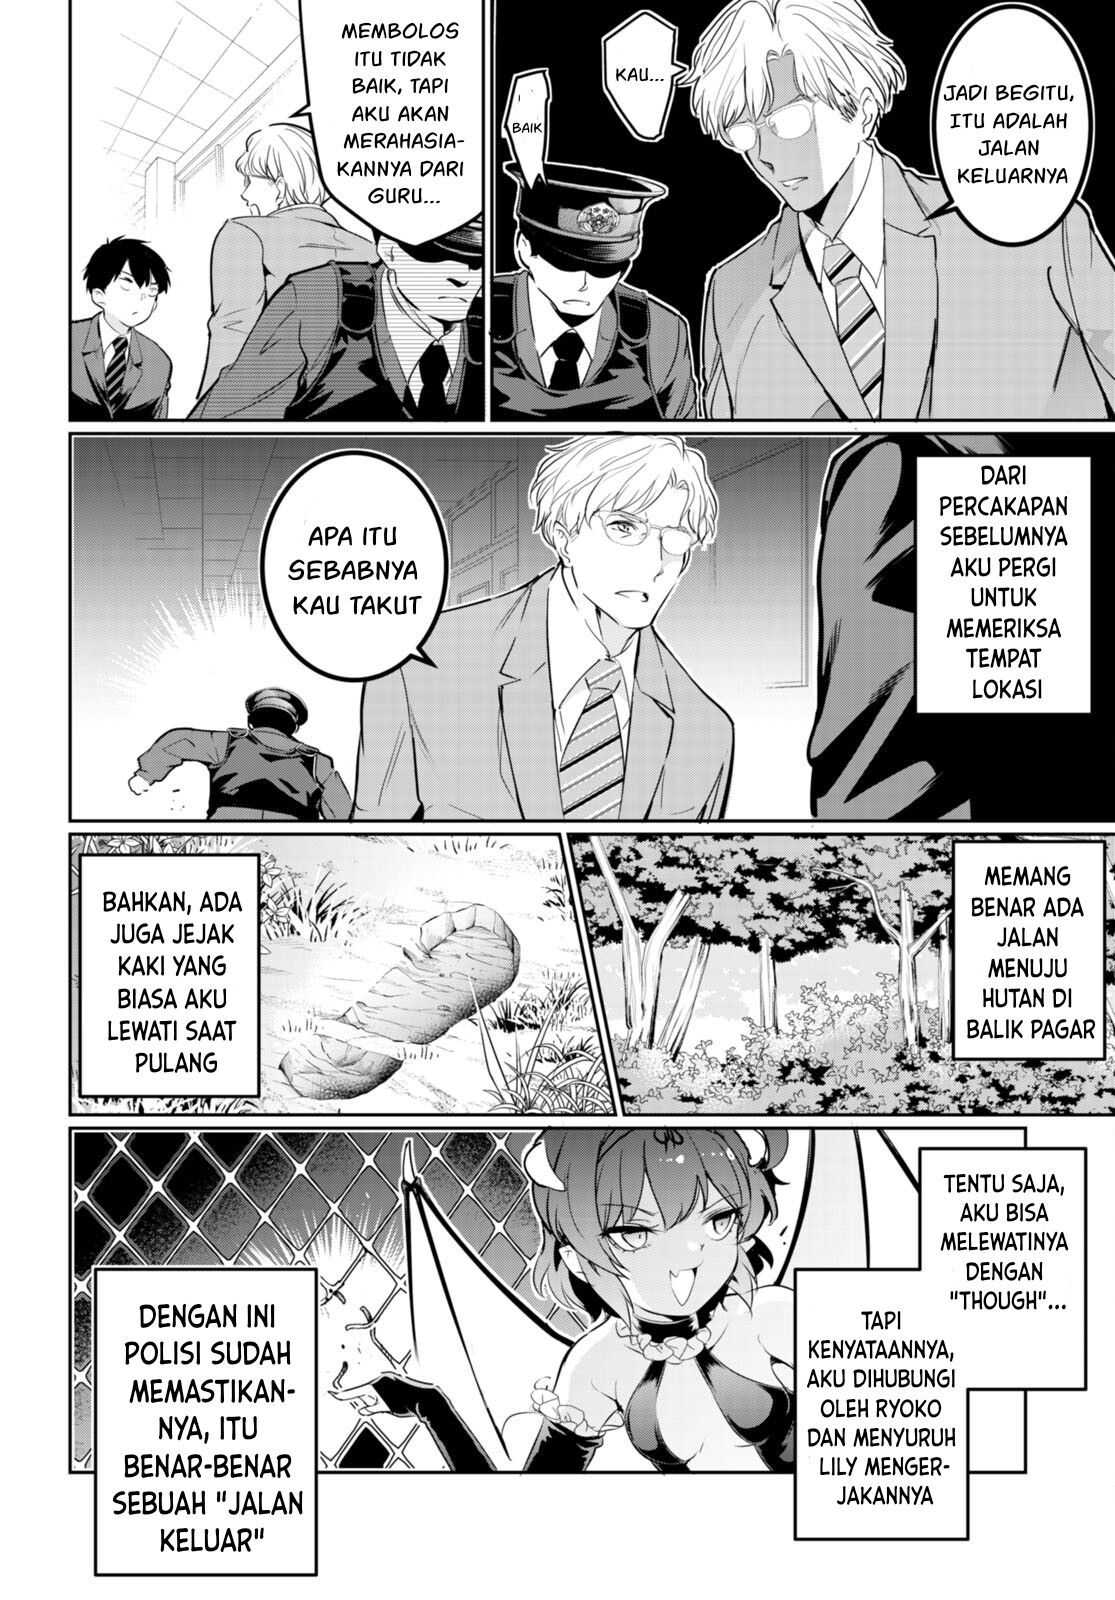 JADI BEGITU,
ITU ADALAH
JALAN
KELUARNYA
KAU...
BAIK
MEMBOLOS
ITU TIDAK
BAIK, TAPI
AKU AKAN
MERAHASIA-
KANNYA DARI
GURU...
DARI
PERCAKAPAN
SEBELUMNYA
AKU PERGI
UNTUK
MEMERIKSA
TEMPAT
LOKASI
APA ITU
SEBABNYA
KAU TAKUT
MEMANG
BENAR ADA
JALAN
MENUJU
HUTAN DI
BALIK PAGAR
BAHKAN, ADA
JUGA JEJAK
KAKI YANG
BIASA AKU
LEWATI SAAT
PULANG
TENTU SAJA,
AKU BISA
MELEWATINYA
DENGAN
"THOUGH"...
TAPI
KENYATAANNYA,
AKU DIHUBUNGI
OLEH RYOKO
DAN MENYURUH
LILY MENGER-
JAKANNYA
DENGAN INI
POLISI SUDAH
MEMASTIKAN-
NYA, ITU
BENAR-BENAR
SEBUAH "JALAN
KELUAR"